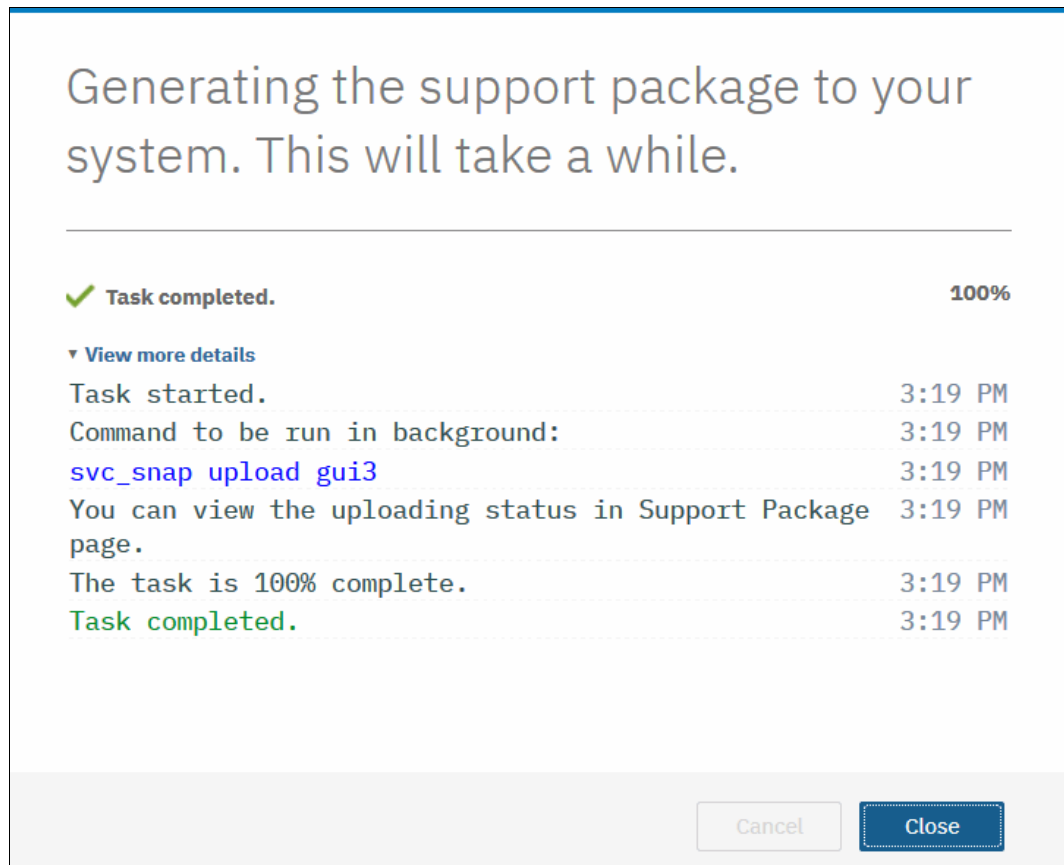 Generating the support package to your
system. This will take a while.
Task completed. 100%
▾ View more details
Task started. 3:19 PM
Command to be run in background: 3:19 PM
svc_snap upload gui3 3:19 PM
You can view the uploading status in Support Package 3:19 PM
page.
The task is 100% complete. 3:19 PM
Task completed. 3:19 PM
Cancel Close